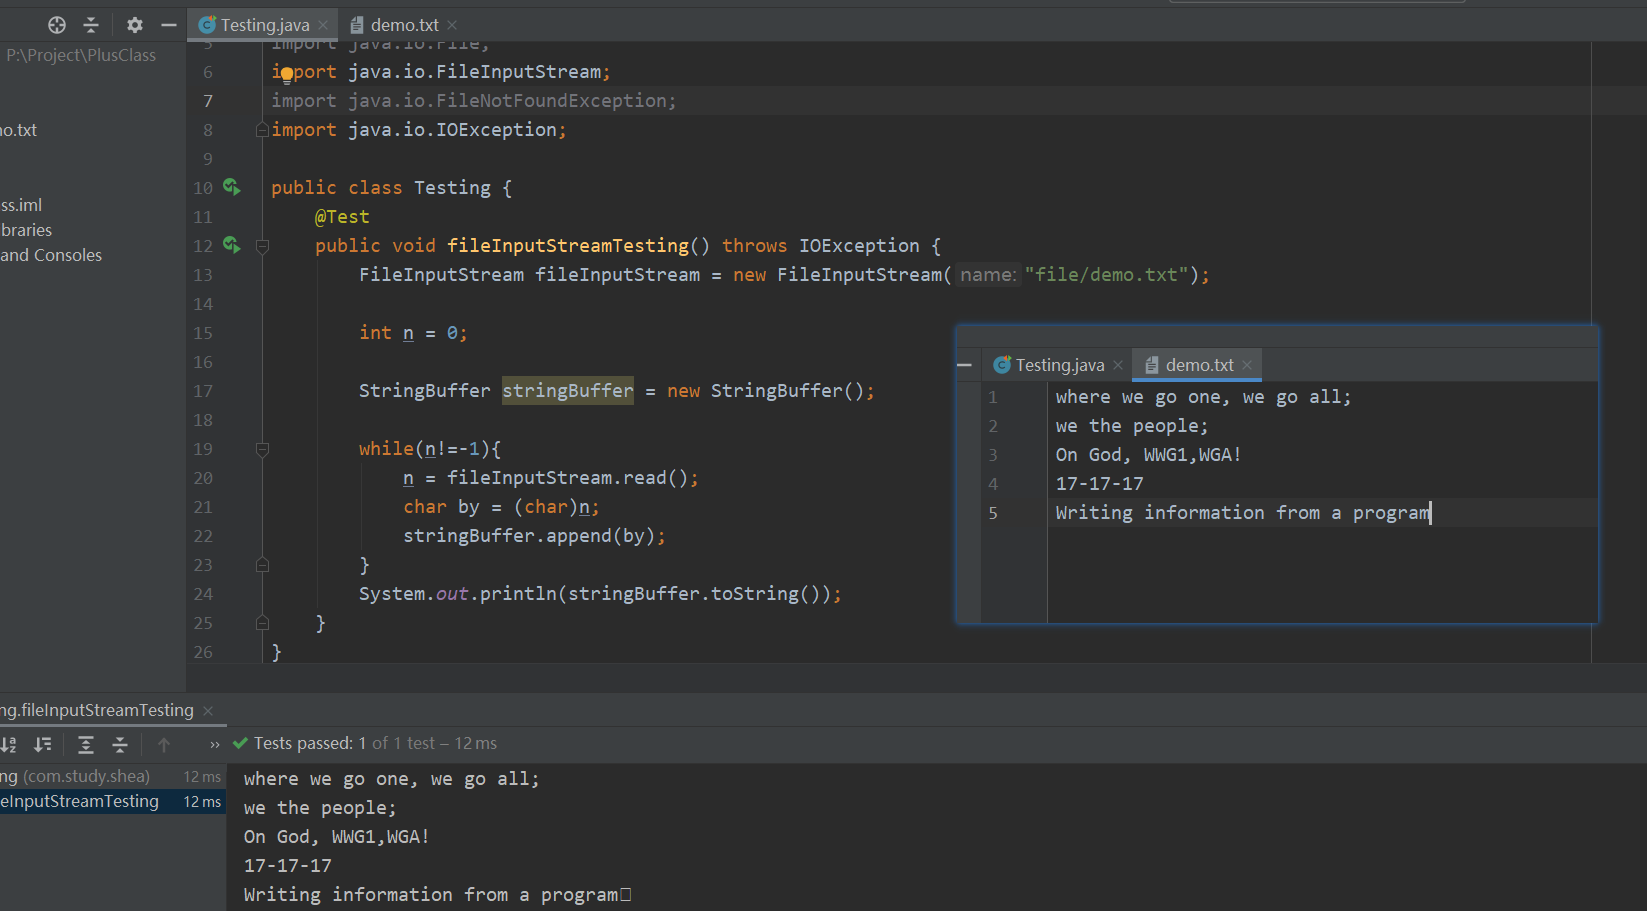 Testing.java
demo.txt
P:\Project\PlusClass
no.txt
ss.iml
braries
and Consoles
5 import java.io.File;
6 import java.io.FileInputStream;
7 import java.io.FileNotFoundException;
8 import java.io.IOException;
9
10 public class Testing {
11 @Test
12 public void fileInputStreamTesting() throws IOException {
13 FileInputStream fileInputStream = new FileInputStream( name: "file/demo.txt");
14
15 int n = 0;
16
17 StringBuffer stringBuffer = new StringBuffer();
18
19 while(n!=-1){
20 n = fileInputStream.read();
21 char by = (char)n;
22 stringBuffer.append(by);
23 }
24 System.out.println(stringBuffer.toString());
25 }
26 }
Testing.java
demo.txt
1 where we go one, we go all;
2 we the people;
3 On God, WWG1,WGA!
4 17-17-17
5 Writing information from a program
ng.fileInputStreamTesting
» Tests passed: 1 of 1 test – 12 ms
ng (com.study.shea) 12 ms
eInputStreamTesting 12 ms
where we go one, we go all;
we the people;
On God, WWG1,WGA!
17-17-17
Writing information from a program